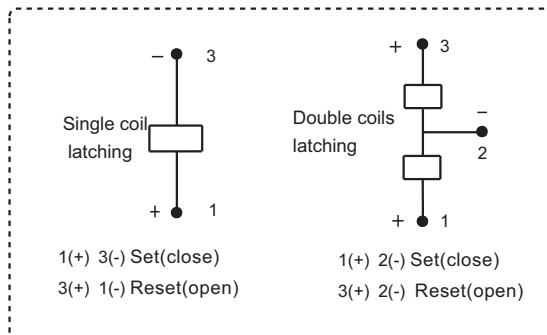 − 3
Single coil
latching
+ 1
1(+) 3(-) Set(close)
3(+) 1(-) Reset(open)
+ 3
Double coils
latching
−
2
+ 1
1(+) 2(-) Set(close)
3(+) 2(-) Reset(open)